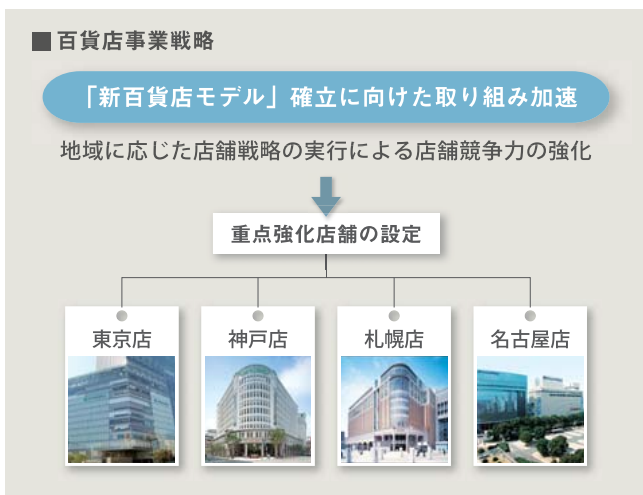 ■百貨店事業戦略
「新百貨店モデル」確立に向けた取り組み加速
地域に応じた店舗戦略の実行による店舗競争力の強化
重点強化店舗の設定
東京店
神戸店
札幌店
名古屋店